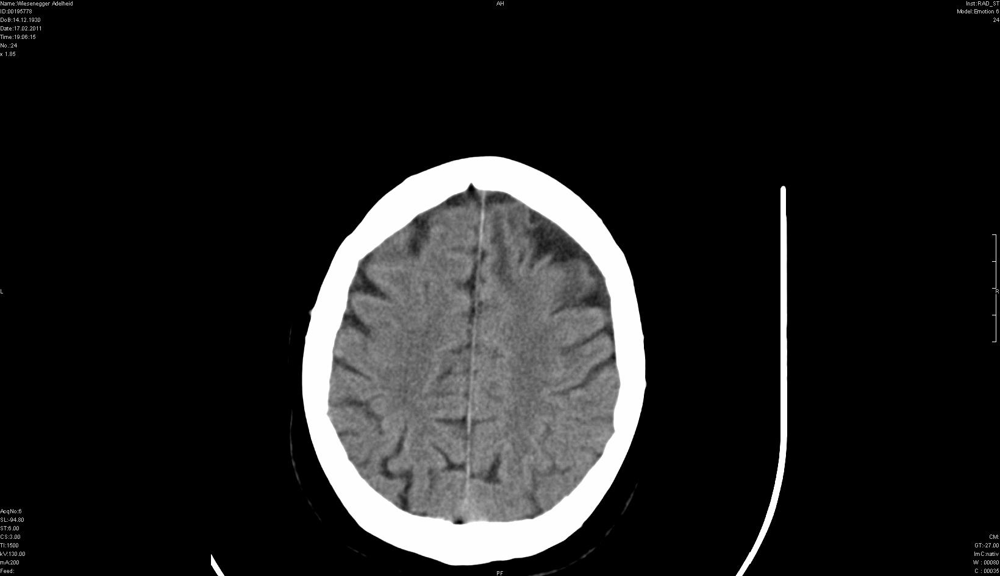 Name:Wiesenegger Adelheid
ID:00195778
DoB:14.12.1930
Date:17.02.2011
Time:19:06:15
No.:24
x 1.85
AH
Inst:RAD_ST
Model:Emotion 6
24
L
R
AcqNo:6
SL:-94.80
ST:6.00
CS:3.00
TI:1500
kV:130.00
mA:200
Feed:
PF
CM:
GT:-27.00
ImC:nativ
W : 00080
C : 00035